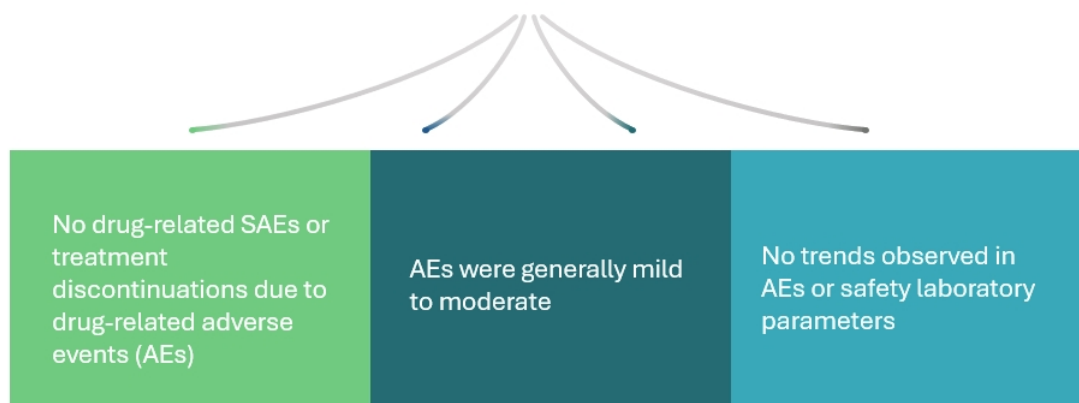 No drug-related SAEs or
treatment
discontinuations due to
drug-related adverse
events (AEs)
AEs were generally mild
to moderate
No trends observed in
AEs or safety laboratory
parameters